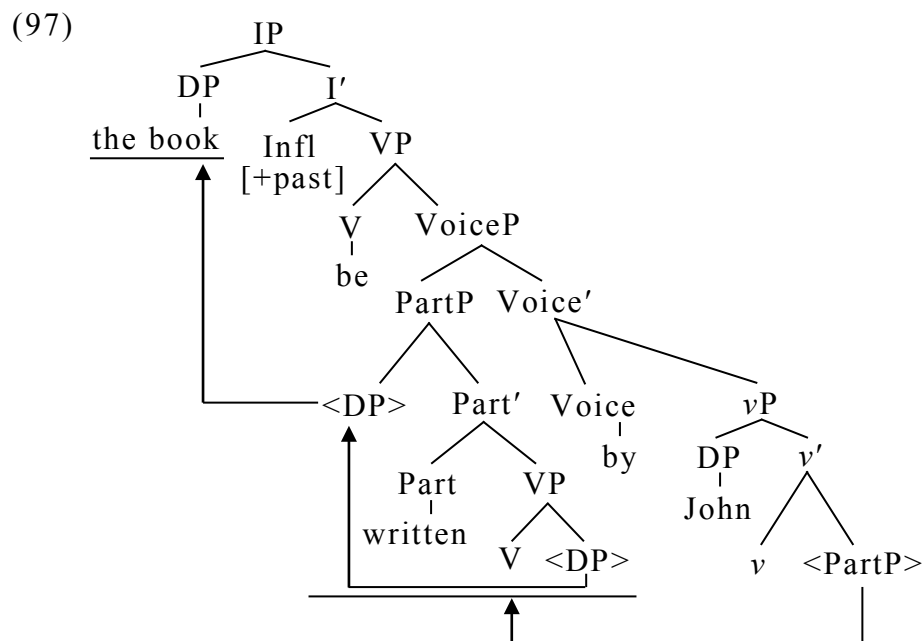 (97)
IP
DP I′
the book Infl VP
[+past]
V VoiceP
be
PartP Voice′
<DP> Part′ Voice vP
by DP v′
Part VP
written John
V <DP> v <PartP>